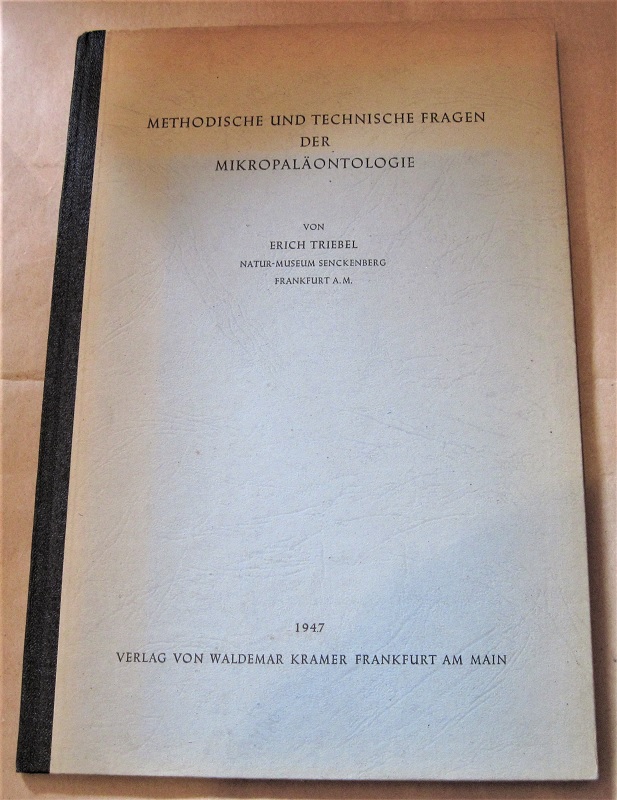 METHODISCHE UND TECHNISCHE FRAGEN
DER
MIKROPALÄONTOLOGIE
VON
ERICH TRIEBEL
NATUR-MUSEUM SENCKENBERG
FRANKFURT A.M.
1947
VERLAG VON WALDEMAR KRAMER FRANKFURT AM MAIN